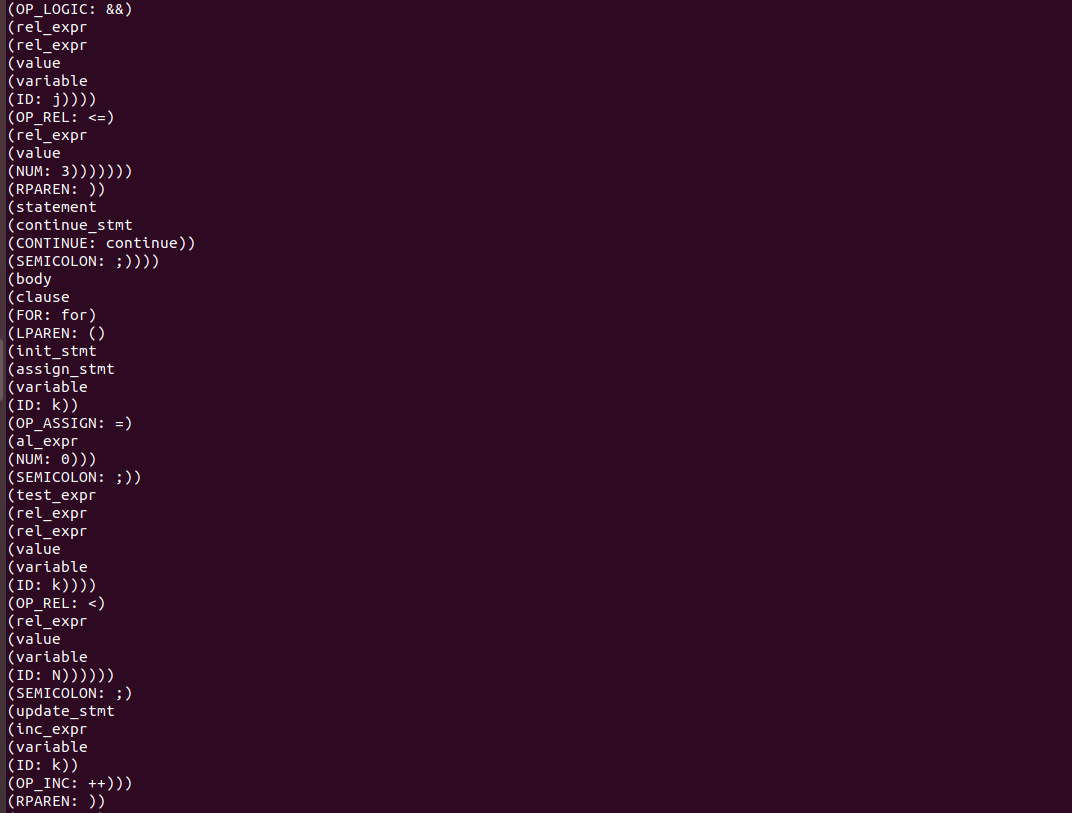 (OP_LOGIC: &&)
(rel_expr
(rel_expr
(value
(variable
(ID: j))))
(OP_REL: <=)
(rel_expr
(value
(NUM: 3)))))))
(RPAREN: ))
(statement
(continue_stmt
(CONTINUE: continue))
(SEMICOLON: ;))))
(body
(clause
(FOR: for)
(LPAREN: ()
(init_stmt
(assign_stmt
(variable
(ID: k))
(OP_ASSIGN: =)
(al_expr
(NUM: 0)))
(SEMICOLON: ;))
(test_expr
(rel_expr
(rel_expr
(value
(variable
(ID: k))))
(OP_REL: <)
(rel_expr
(value
(variable
(ID: N))))))
(SEMICOLON: ;)
(update_stmt
(inc_expr
(variable
(ID: k))
(OP_INC: ++)))
(RPAREN: ))